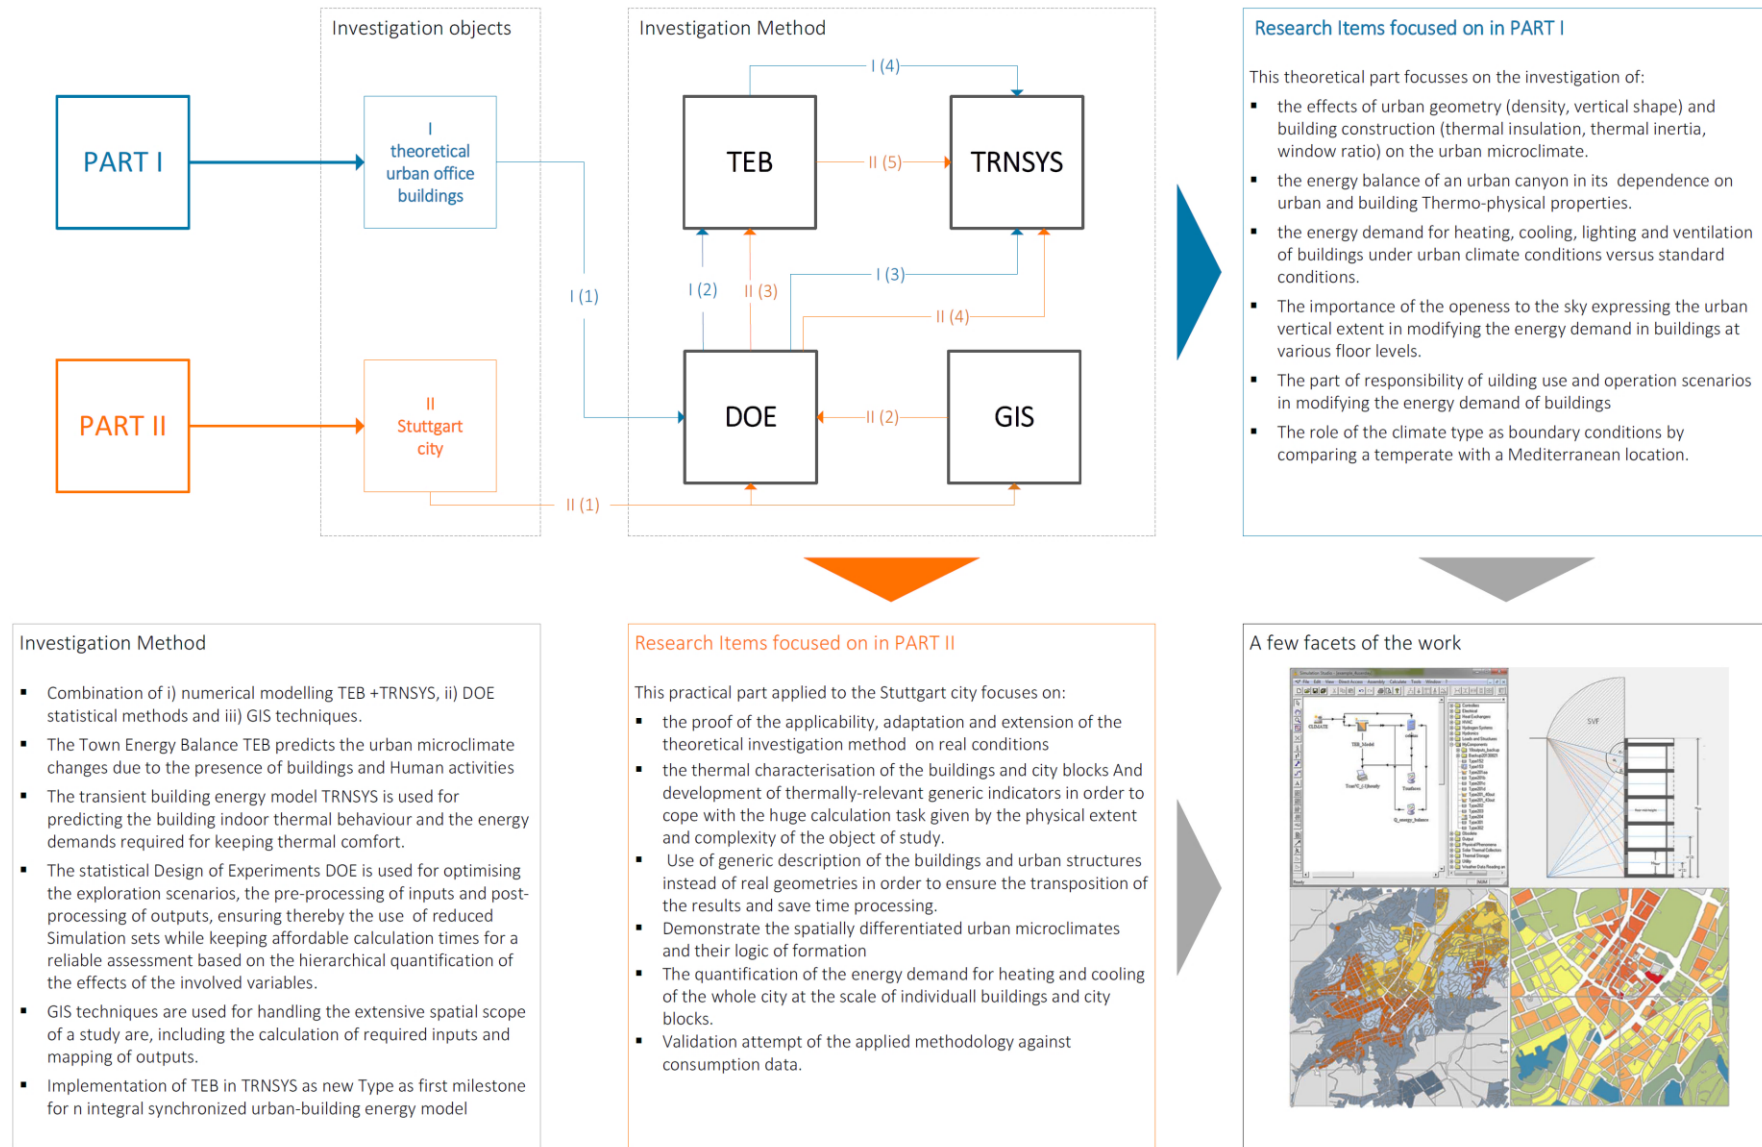 Investigation objects
Investigation Method
PART I
I
theoretical
urban office
buildings
PART II
II
Stuttgart
city
I (1)
II (1)
TEB
TRNSYS
DOE
GIS
I (4)
II (5)
I (2)
II (3)
I (3)
II (4)
II (2)
Research Items focused on in PART I
This theoretical part focusses on the investigation of:
▪ the effects of urban geometry (density, vertical shape) and
building construction (thermal insulation, thermal inertia,
window ratio) on the urban microclimate.
▪ the energy balance of an urban canyon in its dependence on
urban and building Thermo-physical properties.
▪ the energy demand for heating, cooling, lighting and ventilation
of buildings under urban climate conditions versus standard
conditions.
▪ The importance of the openess to the sky expressing the urban
vertical extent in modifying the energy demand in buildings at
various floor levels.
▪ The part of responsibility of uilding use and operation scenarios
in modifying the energy demand of buildings
▪ The role of the climate type as boundary conditions by
comparing a temperate with a Mediterranean location.
Investigation Method
▪ Combination of i) numerical modelling TEB +TRNSYS, ii) DOE
statistical methods and iii) GIS techniques.
▪ The Town Energy Balance TEB predicts the urban microclimate
changes due to the presence of buildings and Human activities
▪ The transient building energy model TRNSYS is used for
predicting the building indoor thermal behaviour and the energy
demands required for keeping thermal comfort.
▪ The statistical Design of Experiments DOE is used for optimising
the exploration scenarios, the pre-processing of inputs and post-
processing of outputs, ensuring thereby the use of reduced
Simulation sets while keeping affordable calculation times for a
reliable assessment based on the hierarchical quantification of
the effects of the involved variables.
▪ GIS techniques are used for handling the extensive spatial scope
of a study are, including the calculation of required inputs and
mapping of outputs.
▪ Implementation of TEB in TRNSYS as new Type as first milestone
for n integral synchronized urban-building energy model
Research Items focused on in PART II
This practical part applied to the Stuttgart city focuses on:
▪ the proof of the applicability, adaptation and extension of the
theoretical investigation method on real conditions
▪ the thermal characterisation of the buildings and city blocks And
development of thermally-relevant generic indicators in order to
cope with the huge calculation task given by the physical extent
and complexity of the object of study.
▪ Use of generic description of the buildings and urban structures
instead of real geometries in order to ensure the transposition of
the results and save time processing.
▪ Demonstrate the spatially differentiated urban microclimates
and their logic of formation
▪ The quantification of the energy demand for heating and cooling
of the whole city at the scale of individuall buildings and city
blocks.
▪ Validation attempt of the applied methodology against
consumption data.
A few facets of the work
CLIMATE
TEB_Model
SVF